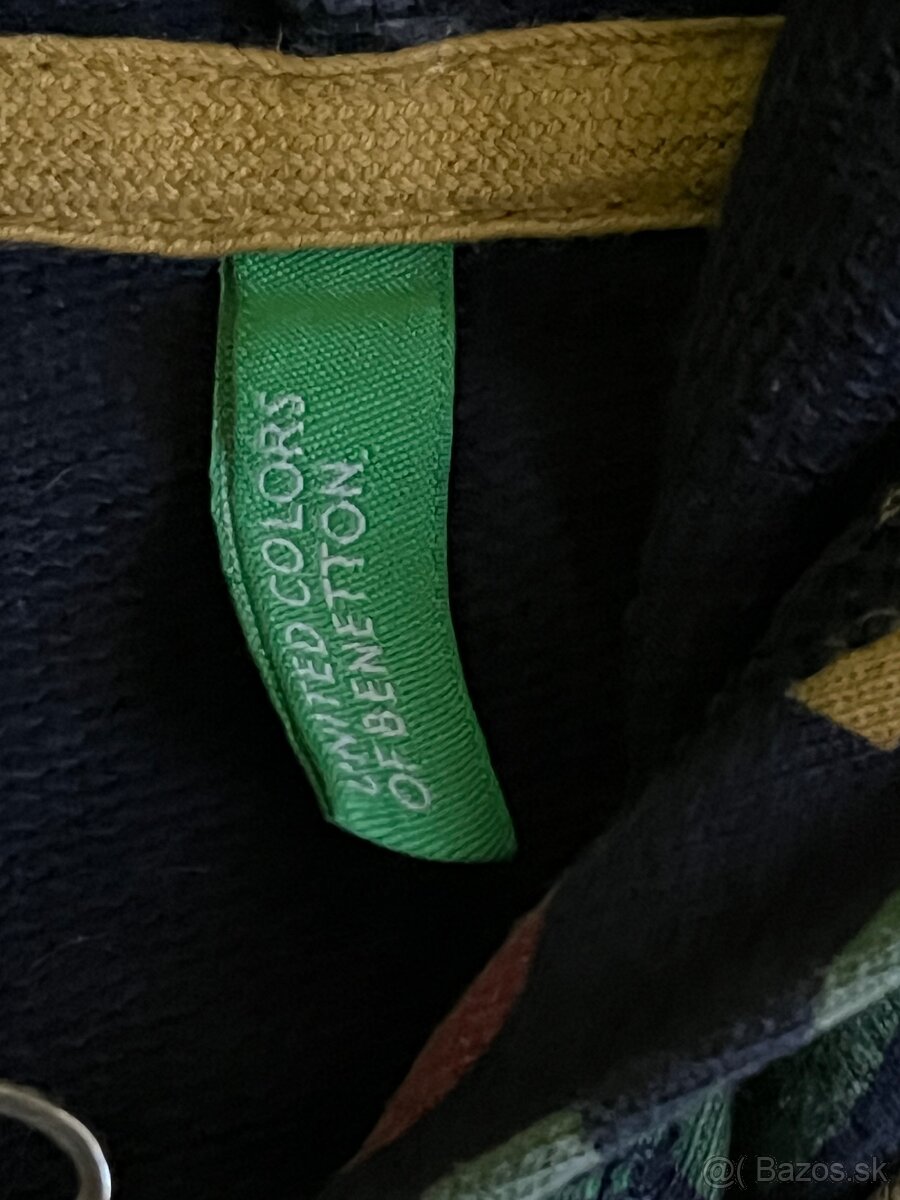 UNITED COLORS
OF BENETTON.
@( Bazos.sk